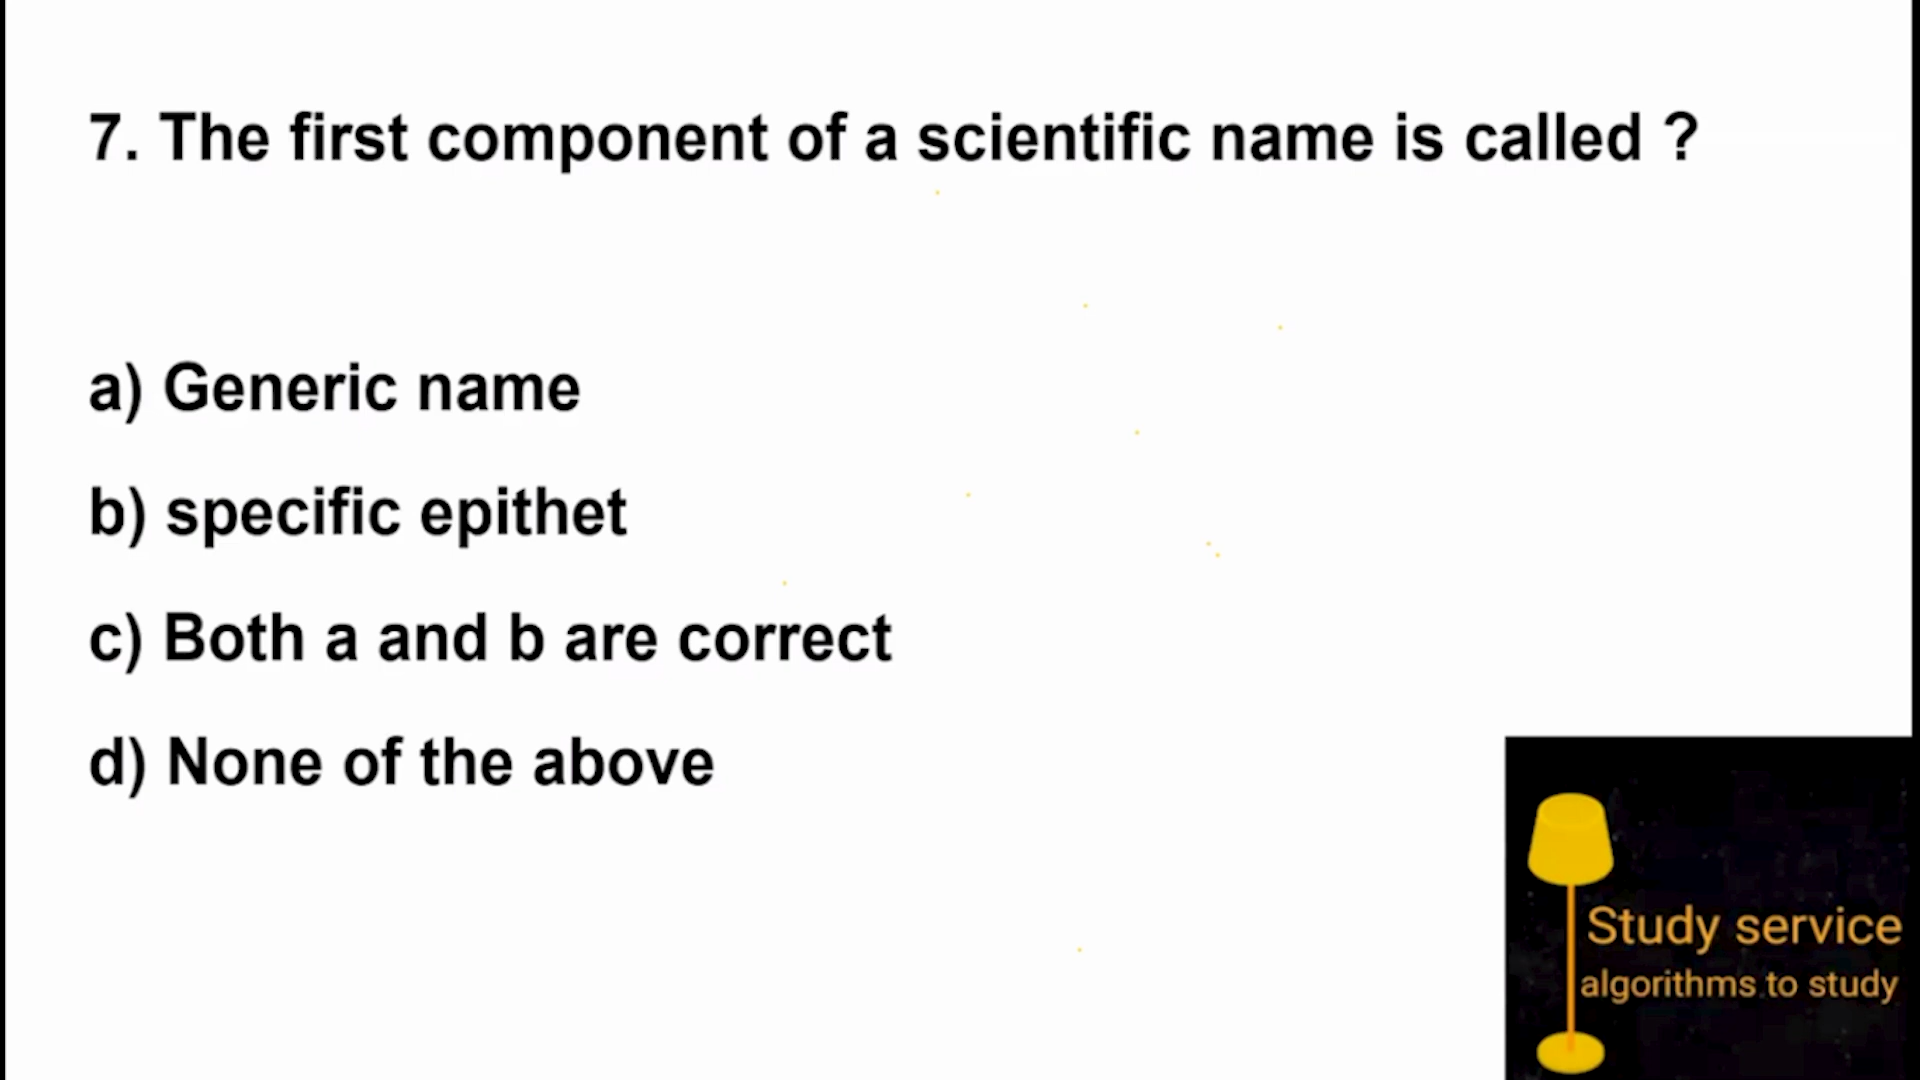 7. The first component of a scientific name is called ?
a) Generic name
b) specific epithet
c) Both a and b are correct
d) None of the above
Study service
algorithms to study